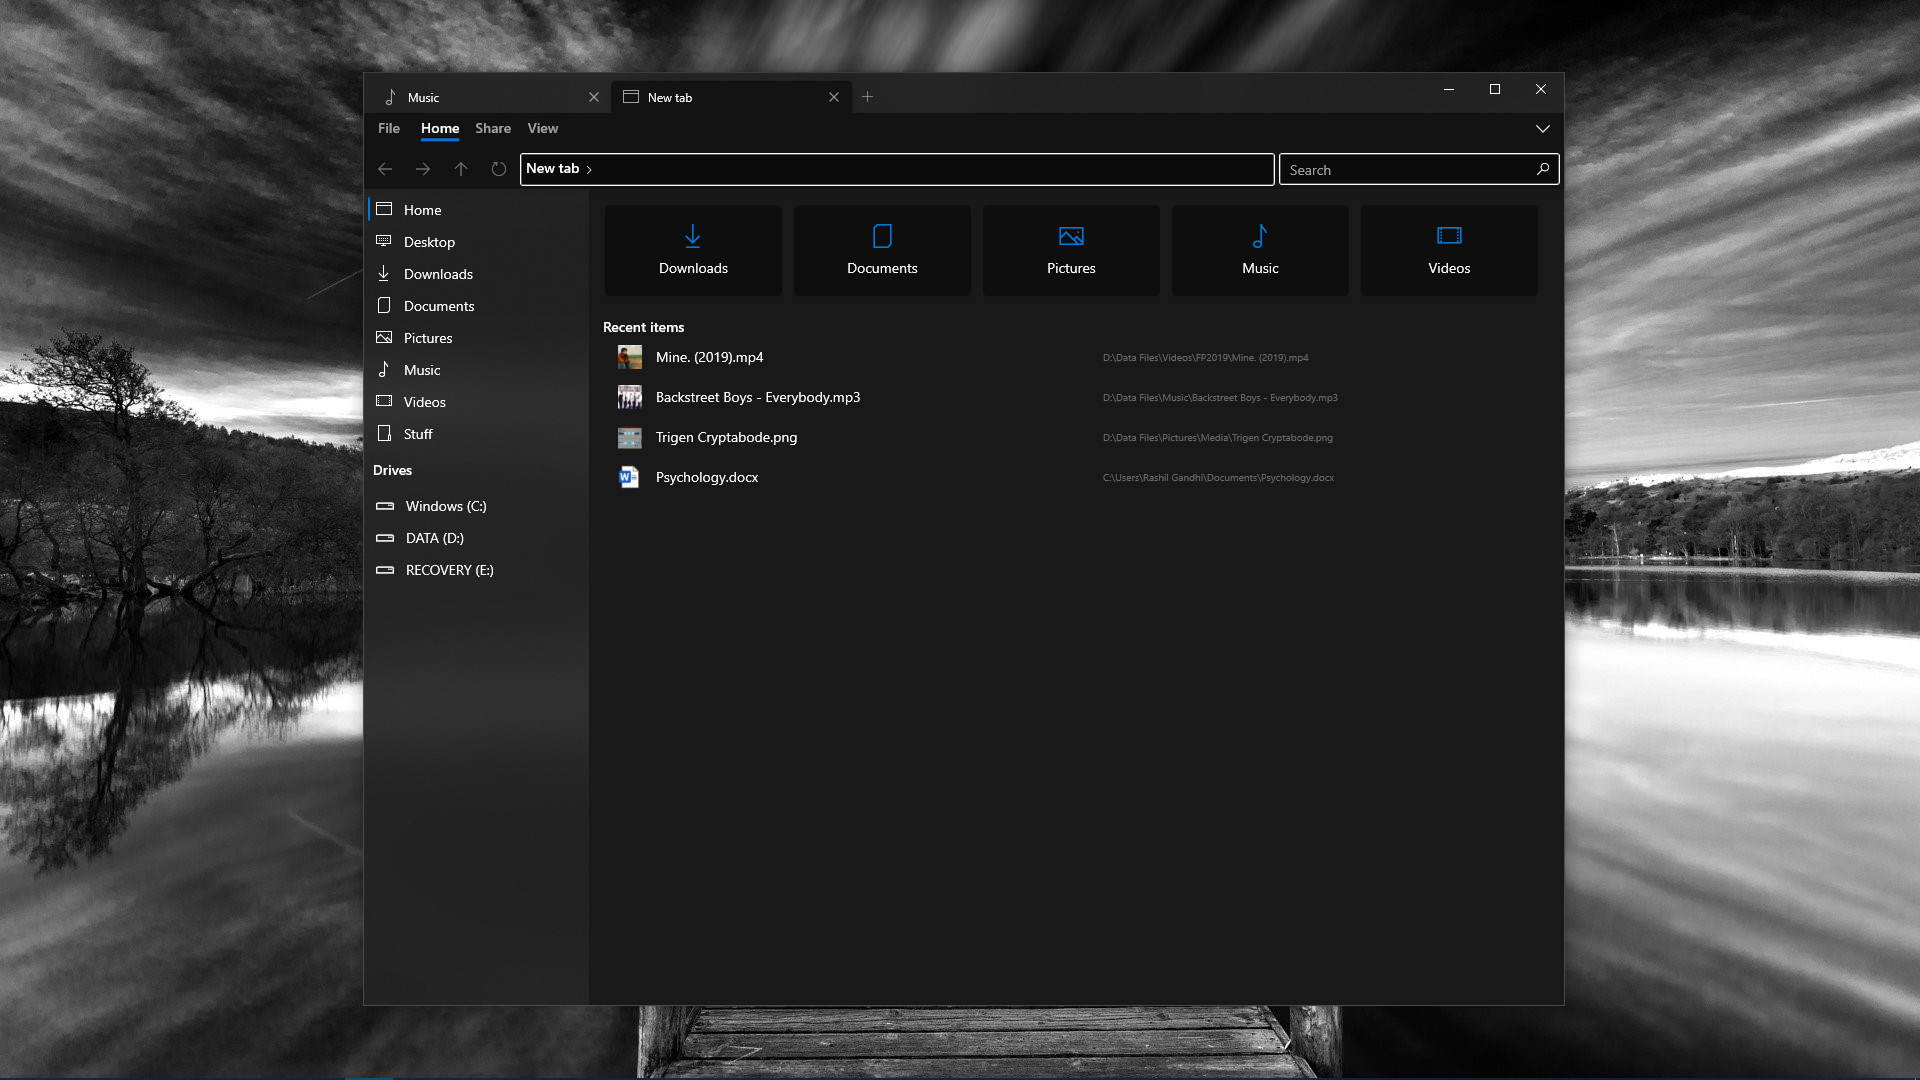 Music
New tab
File Home Share View
New tab
Search
Home
Desktop
Downloads
Documents
Pictures
Music
Videos
Stuff
Drives
Windows (C:)
DATA (D:)
RECOVERY (E:)
Downloads
Documents
Pictures
Music
Videos
Recent items
Mine. (2019).mp4 D:\Data Files\Videos\FP2019\Mine. (2019).mp4
Backstreet Boys - Everybody.mp3 D:\Data Files\Music\Backstreet Boys - Everybody.mp3
Trigen Cryptabode.png D:\Data Files\Pictures\Media\Trigen Cryptabode.png
Psychology.docx C:\Users\Rashil Gandhi\Documents\Psychology.docx